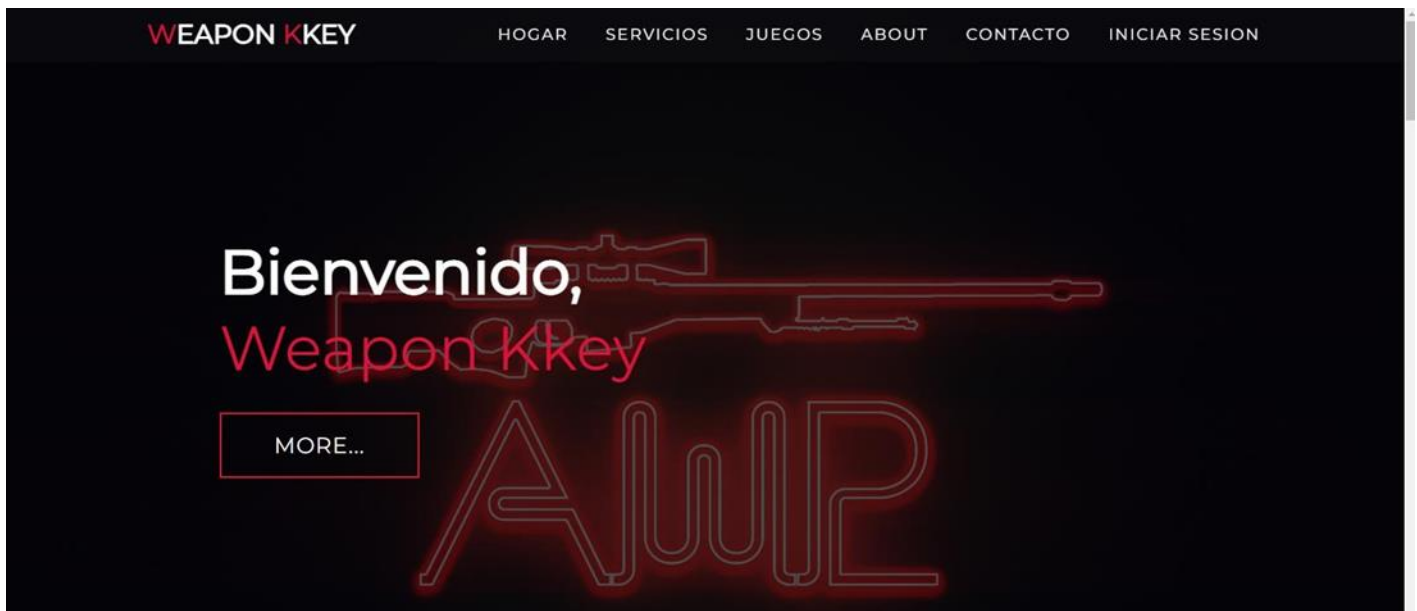 WEAPON KKEY
HOGAR SERVICIOS JUEGOS ABOUT CONTACTO INICIAR SESION
Bienvenido,
Weapon Kkey
MORE...
AWP